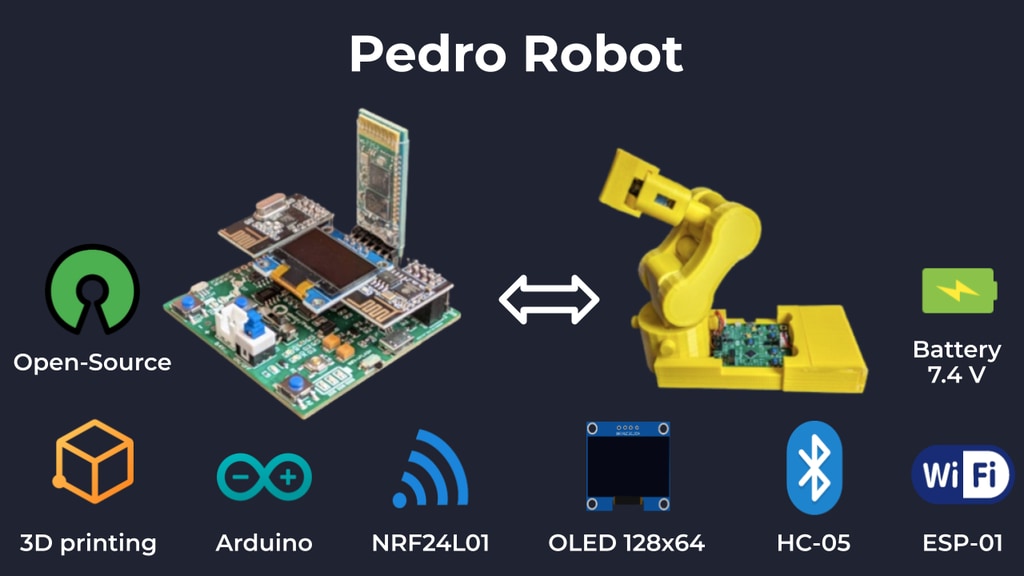 Pedro Robot
Open-Source
Battery
7.4 V
3D printing
Arduino
NRF24L01
OLED 128x64
HC-05
Wi Fi
ESP-01